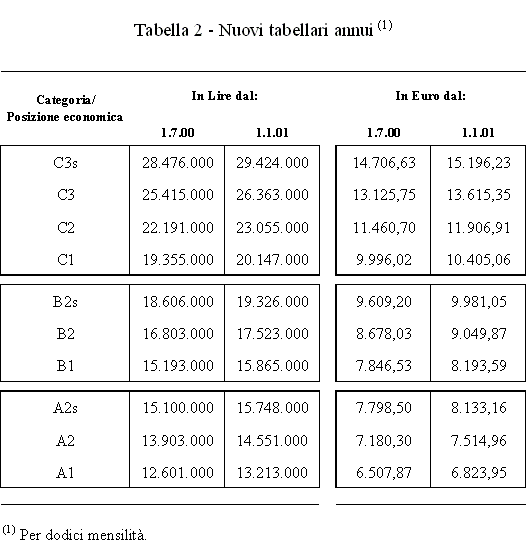 Tabella 2 - Nuovi tabellari annui (1)
Categoria/ In Lire dal: In Euro dal:
Posizione economica
1.7.00 1.1.01 1.7.00 1.1.01
C3s 28.476.000 29.424.000 14.706,63 15.196,23
C3 25.415.000 26.363.000 13.125,75 13.615,35
C2 22.191.000 23.055.000 11.460,70 11.906,91
C1 19.355.000 20.147.000 9.996,02 10.405,06
B2s 18.606.000 19.326.000 9.609,20 9.981,05
B2 16.803.000 17.523.000 8.678,03 9.049,87
B1 15.193.000 15.865.000 7.846,53 8.193,59
A2s 15.100.000 15.748.000 7.798,50 8.133,16
A2 13.903.000 14.551.000 7.180,30 7.514,96
A1 12.601.000 13.213.000 6.507,87 6.823,95
(1) Per dodici mensilità.